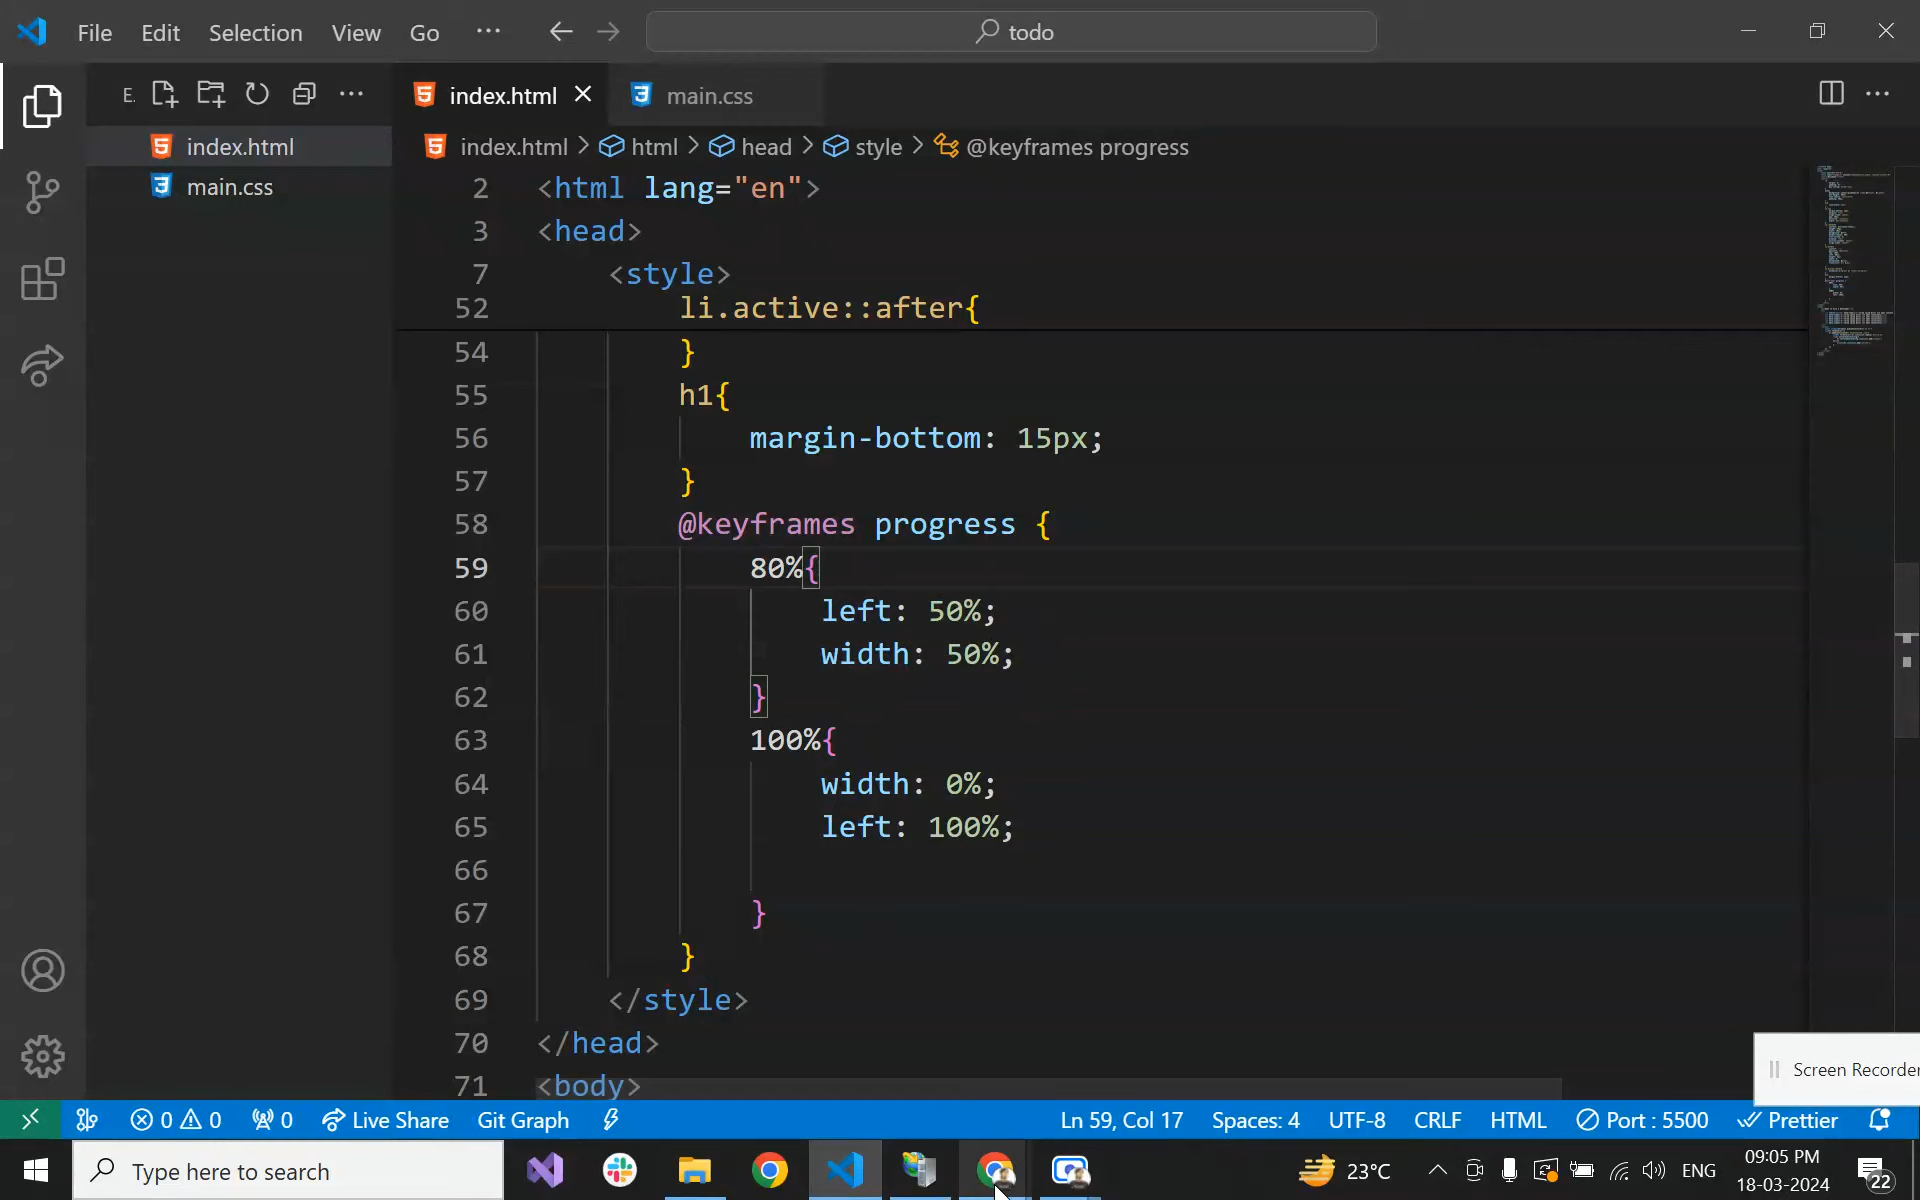 File Edit Selection View Go ··· todo
E. ···
index.html
main.css
index.html main.css ···
index.html > html > head > style > @keyframes progress
2 <html lang="en">
3 <head>
7 <style>
52 li.active::after{
54 }
55 h1{
56 margin-bottom: 15px;
57 }
58 @keyframes progress {
59 80%{
60 left: 50%;
61 width: 50%;
62 }
63 100%{
64 width: 0%;
65 left: 100%;
66
67 }
68 }
69 </style>
70 </head>
71 <body>
Screen Recorder
0 0 0 Live Share Git Graph Ln 59, Col 17 Spaces: 4 UTF-8 CRLF HTML Port : 5500 Prettier
Type here to search 23°C ENG 09:05 PM
18-03-2024
22